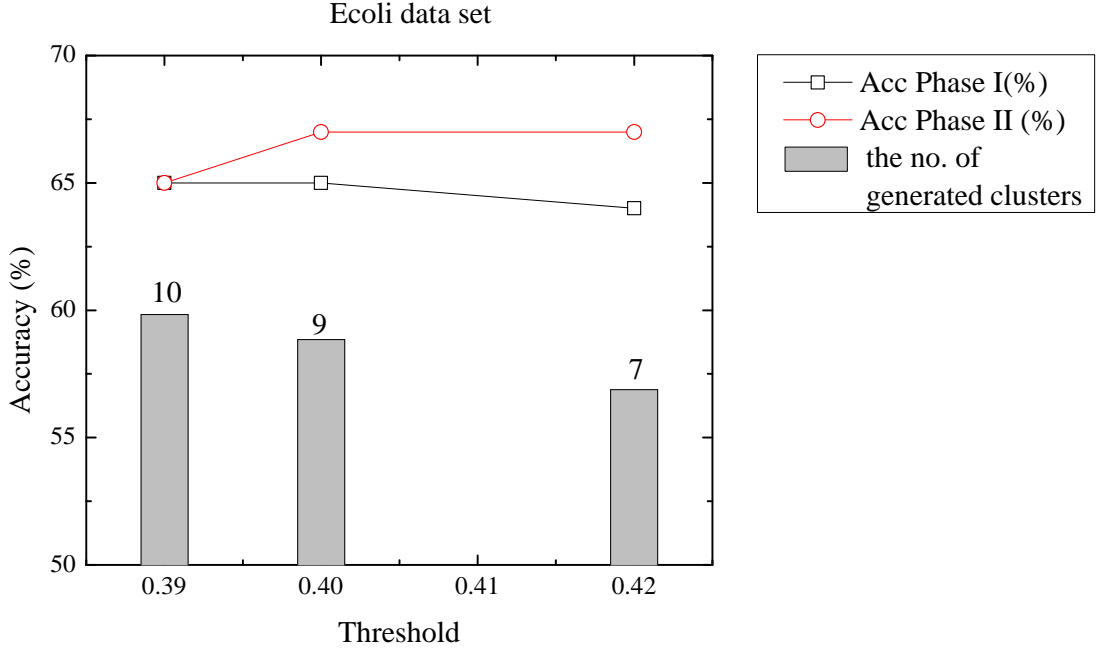 Ecoli data set
70
65
60
55
50
Accuracy (%)
10
9
7
0.39
0.40
0.41
0.42
Threshold
Acc Phase I(%)
Acc Phase II (%)
the no. of
generated clusters